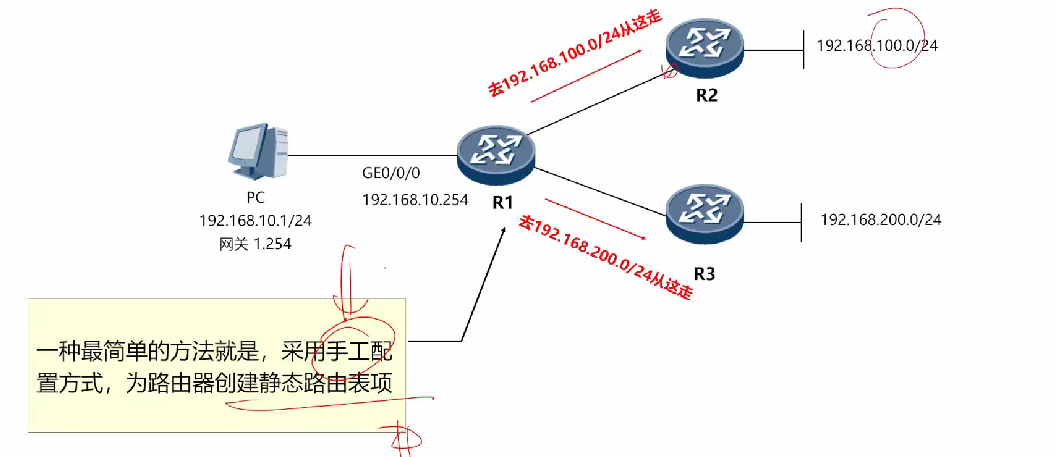 去192.168.100.0/24从这走
R2
192.168.100.0/24
GE0/0/0
192.168.10.254
R1
PC
192.168.10.1/24
网关 1.254
去192.168.200.0/24从这走
R3
192.168.200.0/24
一种最简单的方法就是，采用手工配
置方式，为路由器创建静态路由表项